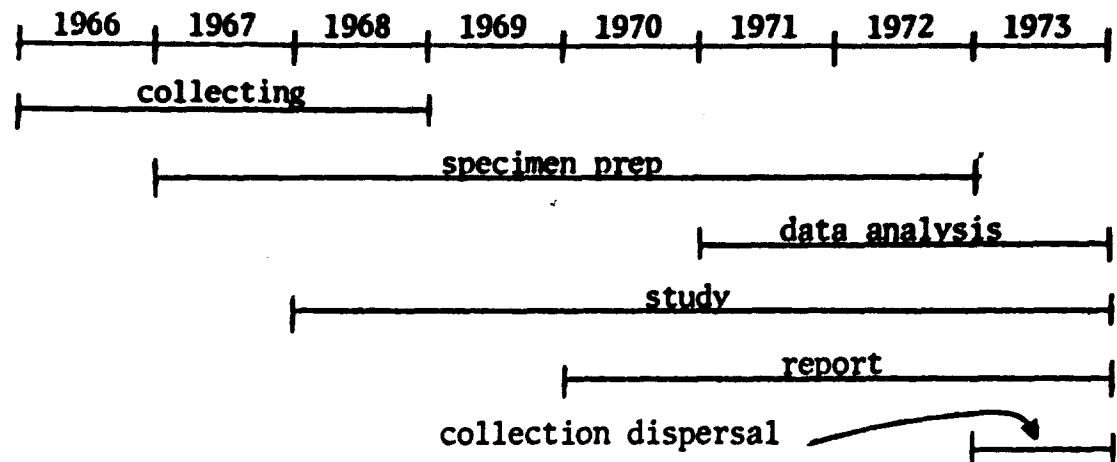 1966 1967 1968 1969 1970 1971 1972 1973
collecting
specimen prep
data analysis
study
report
collection dispersal